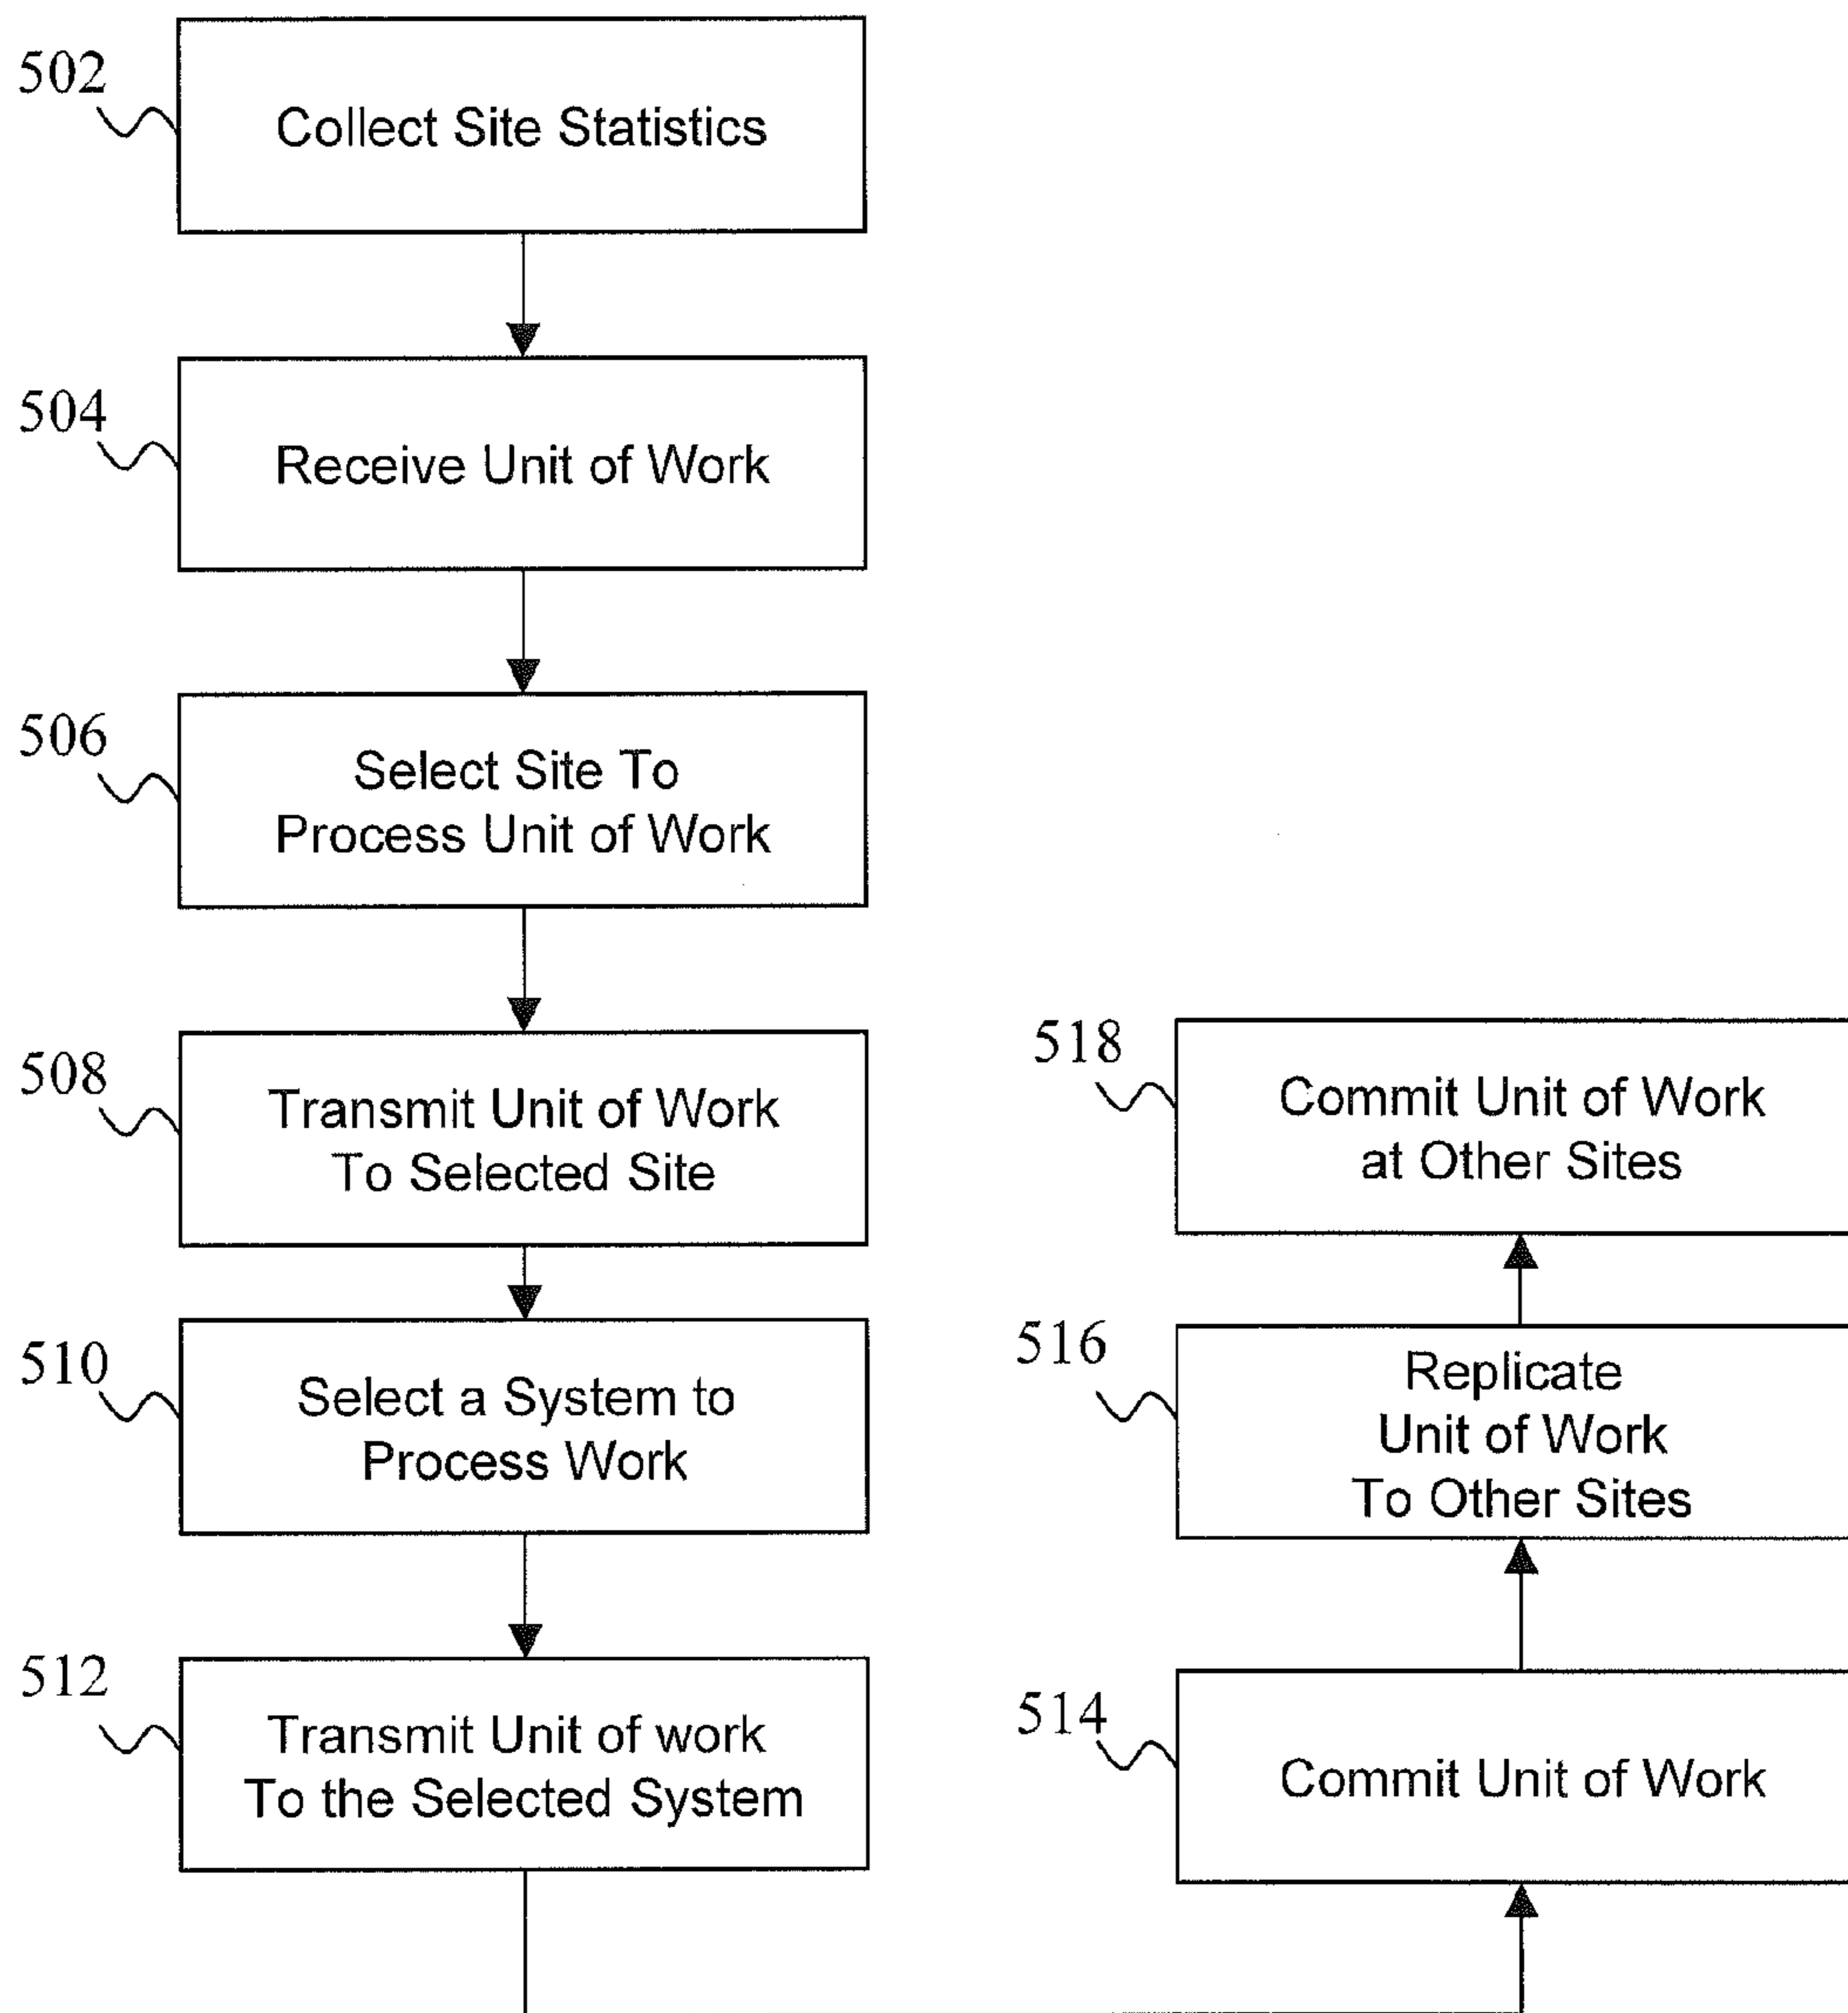 502
Collect Site Statistics
504
Receive Unit of Work
506
Select Site To
Process Unit of Work
508
Transmit Unit of Work
To Selected Site
510
Select a System to
Process Work
512
Transmit Unit of work
To the Selected System
518
Commit Unit of Work
at Other Sites
516
Replicate
Unit of Work
To Other Sites
514
Commit Unit of Work